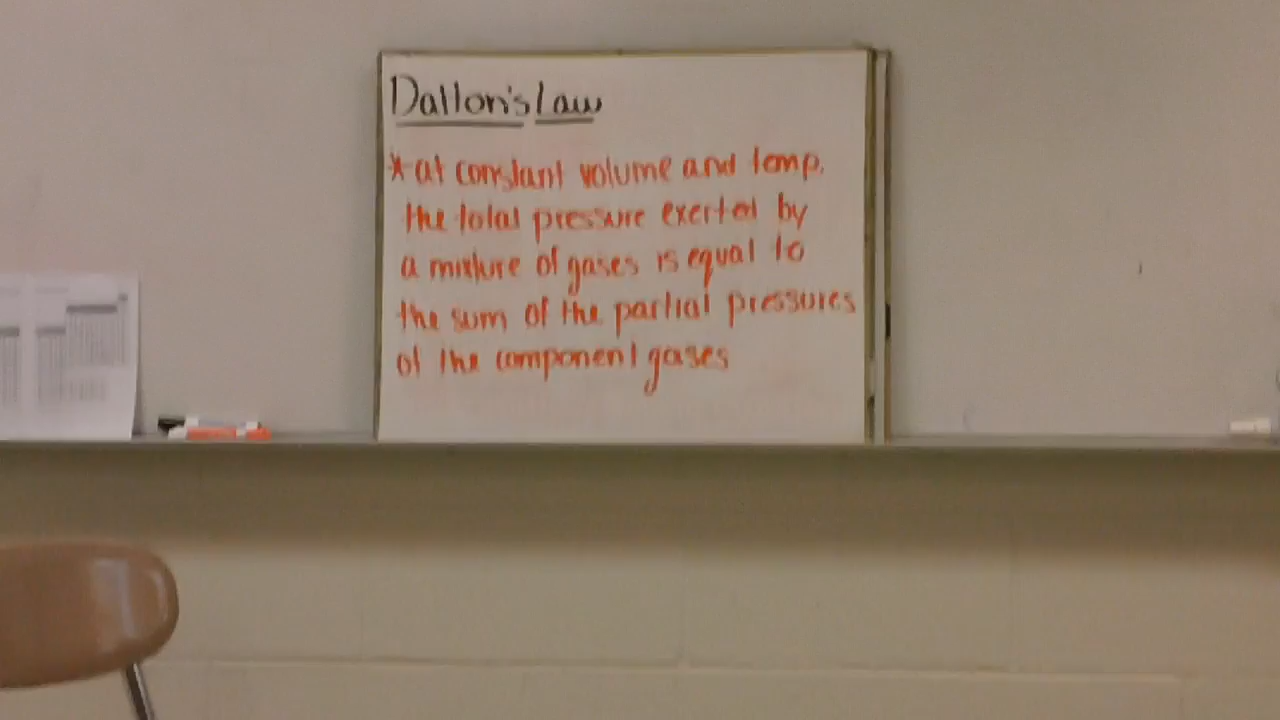 Dalton's Law
* at constant volume and temp.
the total pressure exerted by
a mixture of gases is equal to
the sum of the partial pressures
of the component gases